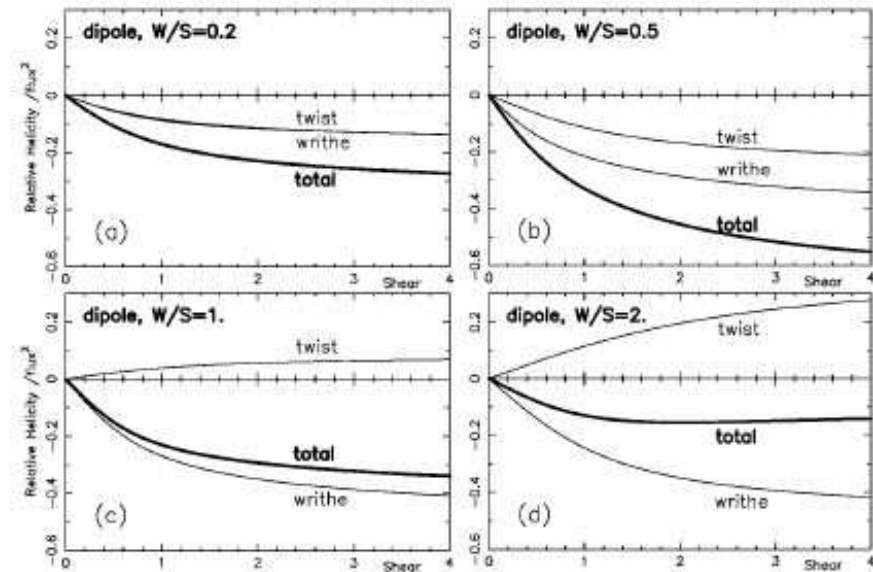 dipole, W/S=0.2
0.2
0
-0.2
-0.4
-0.6
Relative Helicity /flux²
twist
writhe
total
(a)
0 1 2 3 Shear 4
dipole, W/S=0.5
0.2
0
-0.2
-0.4
-0.6
twist
writhe
total
(b)
0 1 2 3 Shear 4
dipole, W/S=1.
0.2
0
-0.2
-0.4
-0.6
Relative Helicity /flux²
twist
total
writhe
(c)
0 1 2 3 Shear 4
dipole, W/S=2.
0.2
0
-0.2
-0.4
-0.6
twist
total
writhe
(d)
0 1 2 3 Shear 4